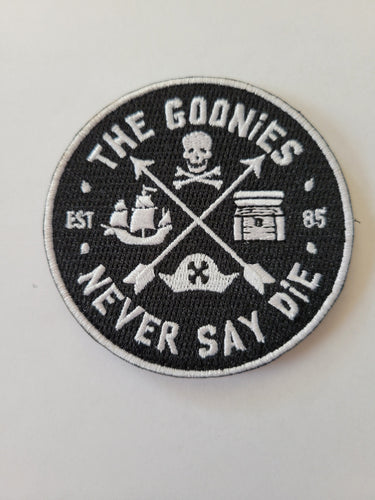 THE GOONiES
EST 85
NEVER SAY DiE